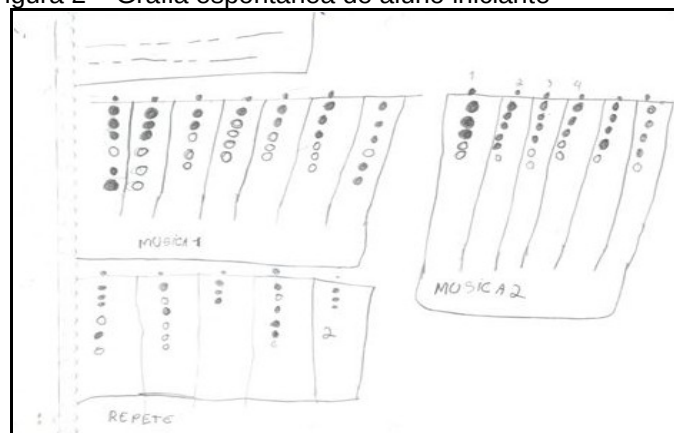 igura 2 – Grafia espontânea de aluno iniciante
1 2 3 4
MUSICA 1
MUSICA 2
2
REPETE